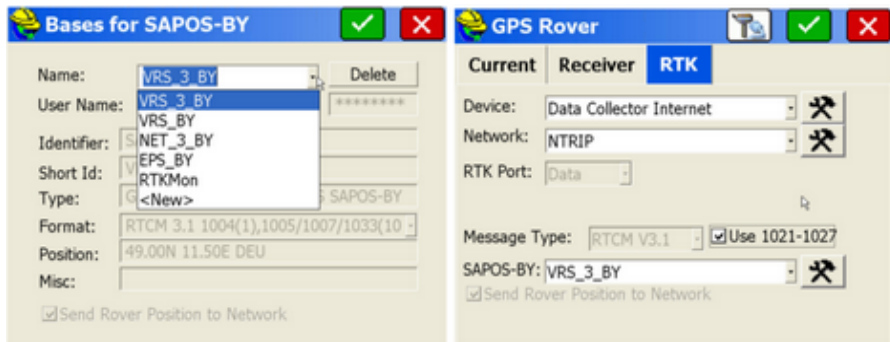 Bases for SAPOS-BY
Name: VRS_3_BY Delete
VRS_3_BY
User Name: ********
VRS_BY
Identifier: NET_3_BY
EPS_BY
Short Id:
RTKMon
Type: <New> SAPOS-BY
Format: RTCM 3.1 1004(1),1005/1007/1033(10
Position: 49.00N 11.50E DEU
Misc:
Send Rover Position to Network
GPS Rover
Current Receiver RTK
Device: Data Collector Internet
Network: NTRIP
RTK Port: Data
Message Type: RTCM V3.1 Use 1021-1027
SAPOS-BY: VRS_3_BY
Send Rover Position to Network